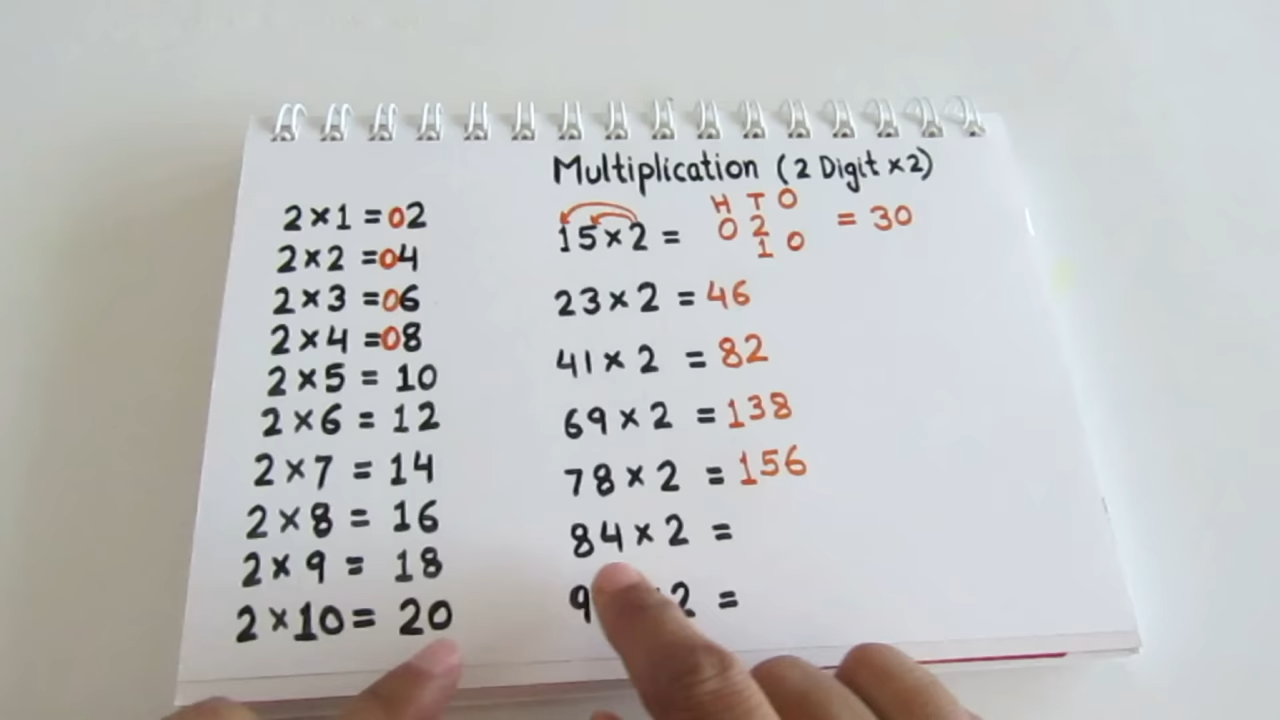 2×1 = 02
2×2 = 04
2×3 = 06
2×4 = 08
2×5 = 10
2×6 = 12
2×7 = 14
2×8 = 16
2×9 = 18
2×10 = 20
Multiplication (2 Digit ×2)
H T O
15×2 = 0 2 = 30
1 0
23×2 = 46
41×2 = 82
69×2 = 138
78×2 = 156
84×2 =
2 =